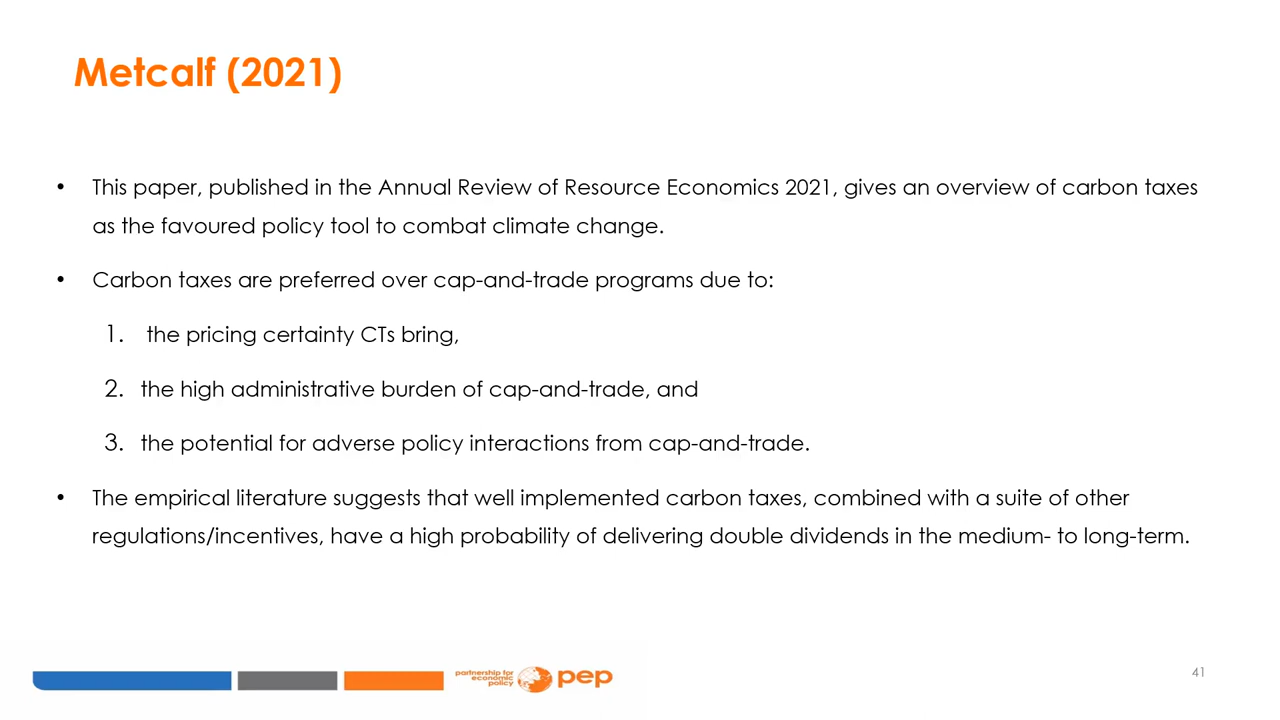 Metcalf (2021)
• This paper, published in the Annual Review of Resource Economics 2021, gives an overview of carbon taxes
as the favoured policy tool to combat climate change.
• Carbon taxes are preferred over cap-and-trade programs due to:
1. the pricing certainty CTs bring,
2. the high administrative burden of cap-and-trade, and
3. the potential for adverse policy interactions from cap-and-trade.
• The empirical literature suggests that well implemented carbon taxes, combined with a suite of other
regulations/incentives, have a high probability of delivering double dividends in the medium- to long-term.
partnership for
economic
policy
pep
41